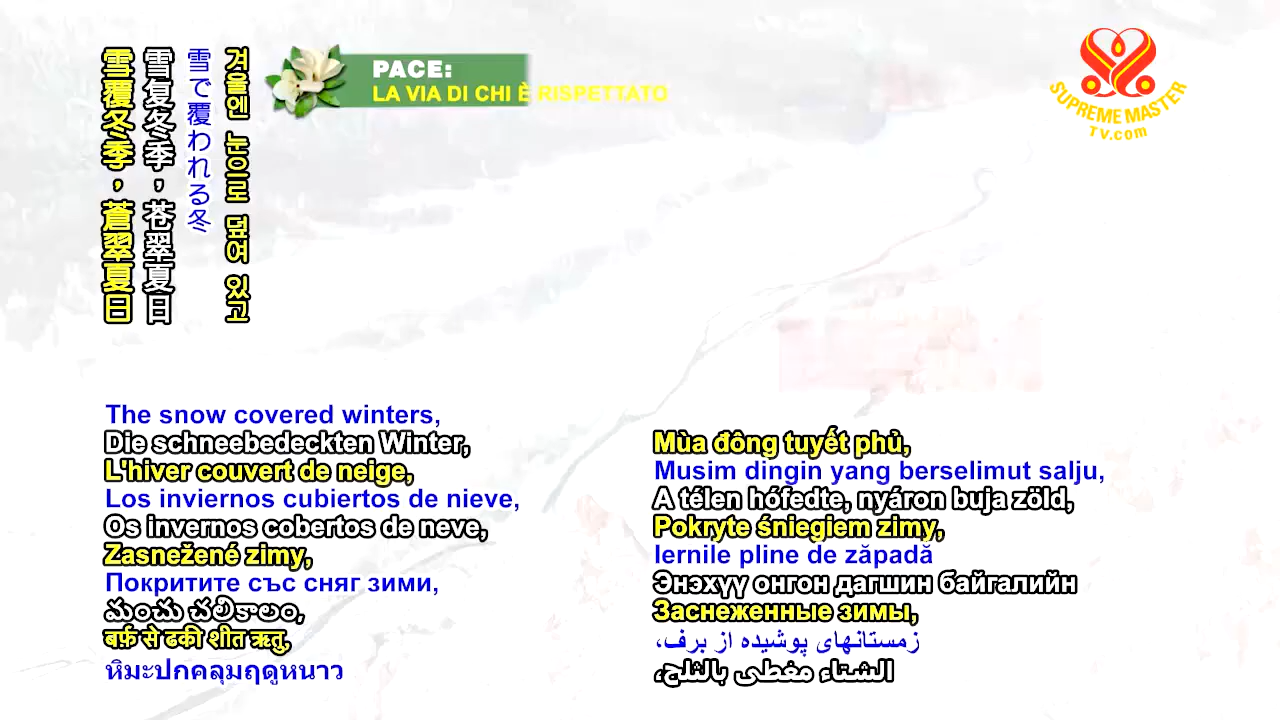 PACE:
LA VIA DI CHI È RISPETTATO
SUPREME MASTER
TV.com
겨울엔 눈으로 덮여 있고
雪で覆われる冬
雪复冬季，苍翠夏日
雪覆冬季，蒼翠夏日
The snow covered winters,
Die schneebedeckten Winter,
L'hiver couvert de neige,
Los inviernos cubiertos de nieve,
Os invernos cobertos de neve,
Zasnežené zimy,
Покритите със сняг зими,
మంచు చలికాలం,
बर्फ़ से ढकी शीत ऋतु,
หิมะปกคลุมฤดูหนาว
Mùa đông tuyết phủ,
Musim dingin yang berselimut salju,
A télen hófedte, nyáron buja zöld,
Pokryte śniegiem zimy,
Iernile pline de zăpadă
Энэхүү онгон дагшин байгалийн
Заснеженные зимы,
زمستانهای پوشیده از برف،
الشتاء مغطى بالثلج،